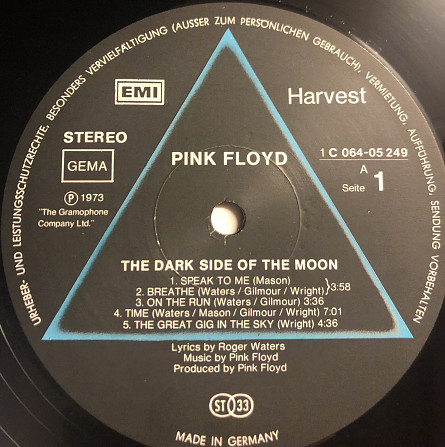 URHEBER- UND LEISTUNGSSCHUTZRECHTE, BESONDERS VERVIELFÄLTIGUNG (AUSSER ZUM PERSÖNLICHEN GEBRAUCH), VERMIETUNG, AUFFÜHRUNG, SENDUNG VORBEHALTEN
EMI
Harvest
STEREO
GEMA
1 C 064-05 249
A
Seite 1
PINK FLOYD
Ⓟ 1973
"The Gramophone
Company Ltd."
THE DARK SIDE OF THE MOON
1. SPEAK TO ME (Mason)
2. BREATHE (Waters / Gilmour / Wright) }3:58
3. ON THE RUN (Waters / Gilmour) 3:36
4. TIME (Waters / Mason / Gilmour / Wright) 7:01
5. THE GREAT GIG IN THE SKY (Wright) 4:36
Lyrics by Roger Waters
Music by Pink Floyd
Produced by Pink Floyd
ST 33
MADE IN GERMANY